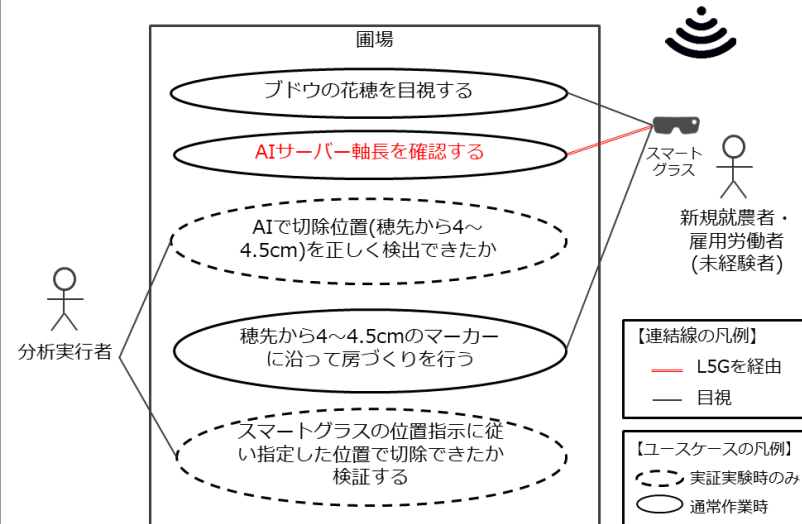 圃場
ブドウの花穂を目視する
AIサーバー軸長を確認する
スマート
グラス
新規就農者・
雇用労働者
(未経験者)
AIで切除位置(穂先から4～
4.5cm)を正しく検出できたか
分析実行者
穂先から4～4.5cmのマーカー
に沿って房づくりを行う
スマートグラスの位置指示に従
い指定した位置で切除できたか
検証する
【連結線の凡例】
L5Gを経由
目視
【ユースケースの凡例】
実証実験時のみ
通常作業時